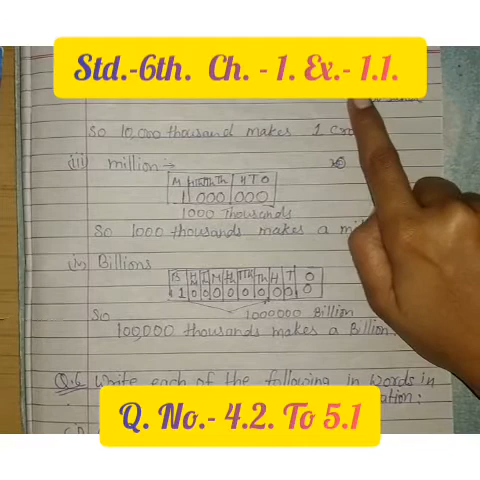 Std.-6th. Ch. - 1. Ex.- 1.1.
So 10,000 thousand makes 1
(iii) million →
M HTh TTh Th H T O
1 000 000
1000 Thousands
So 1000 thousands makes a
(iv) Billions
B H M TM M H Th TTh Th H T O
1 0 0 0 0 0 0 0 0 0
So 1000000 Billion
100,000 thousands makes a Billion.
Q.6 Write each of the following in words in
ation:
Q. No.- 4.2. To 5.1